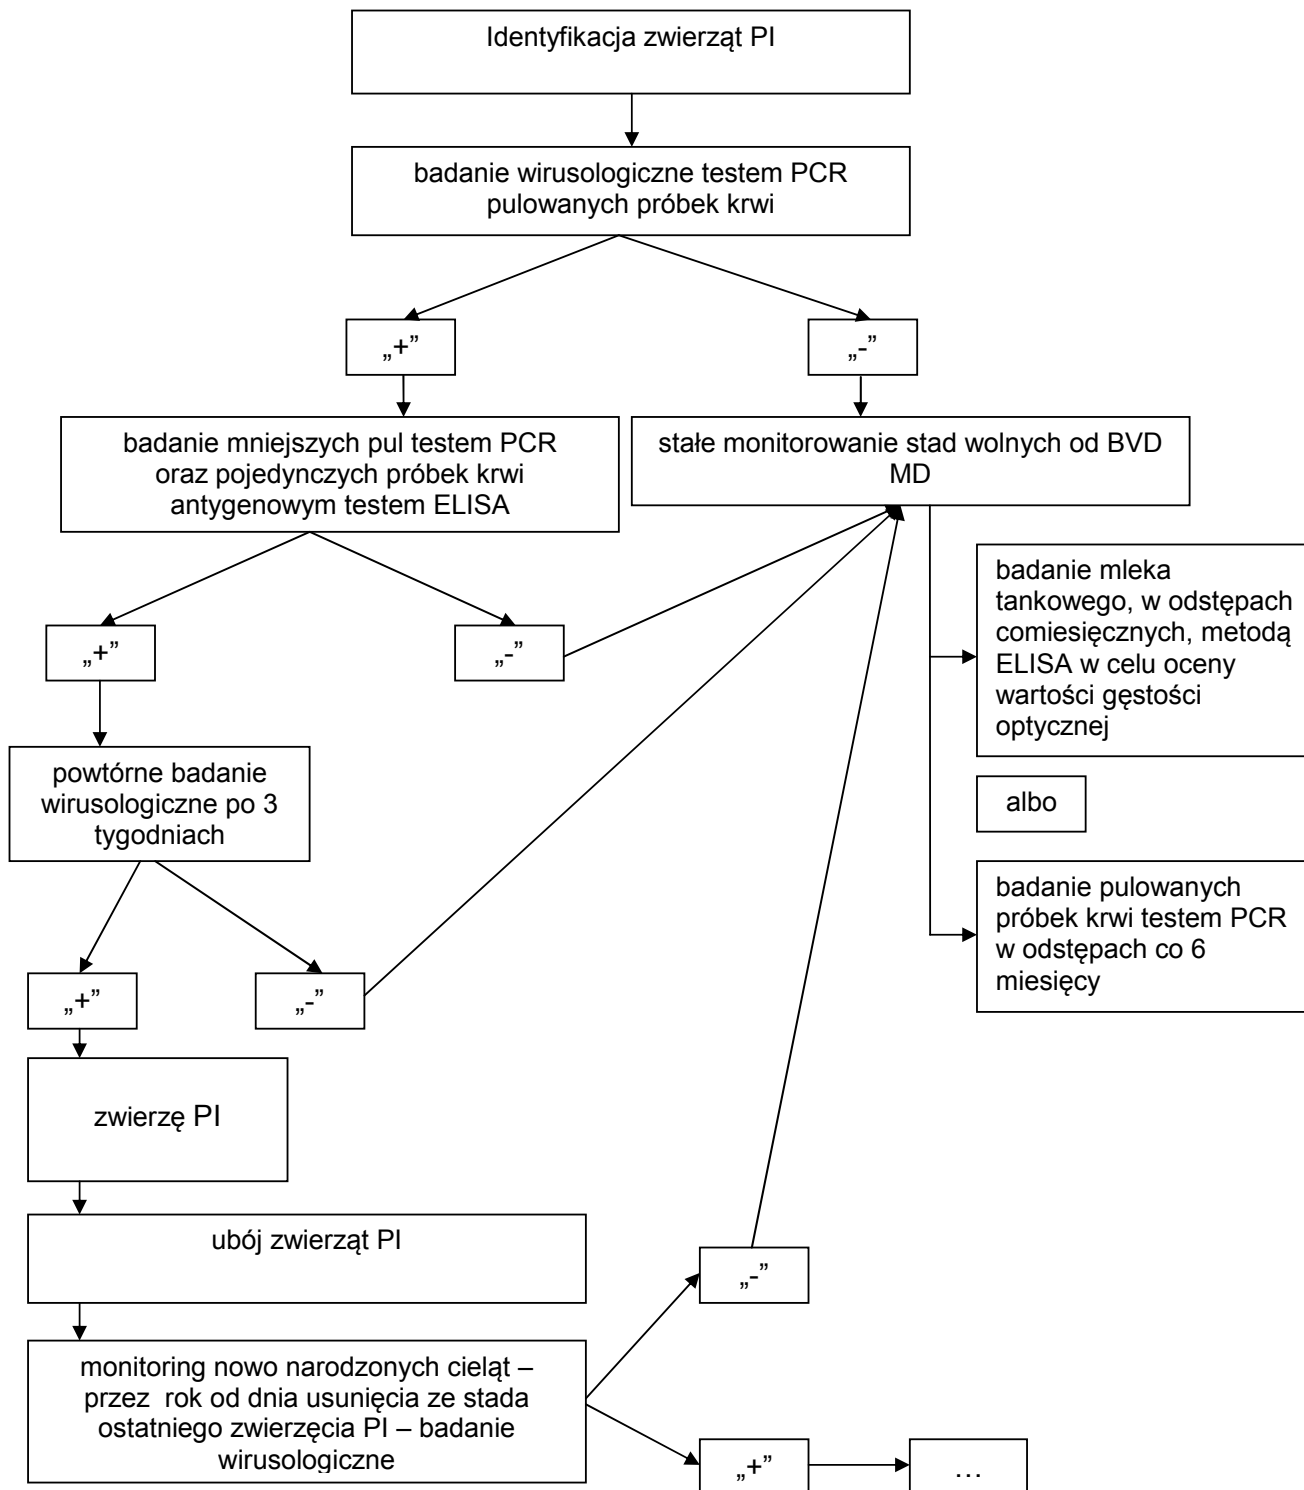 Identyfikacja zwierząt PI
badanie wirusologiczne testem PCR
pulowanych próbek krwi
„+”
„-”
badanie mniejszych pul testem PCR
oraz pojedynczych próbek krwi
antygenowym testem ELISA
stałe monitorowanie stad wolnych od BVD
MD
„+”
„-”
badanie mleka
tankowego, w odstępach
comiesięcznych, metodą
ELISA w celu oceny
wartości gęstości
optycznej
powtórne badanie
wirusologiczne po 3
tygodniach
albo
badanie pulowanych
próbek krwi testem PCR
w odstępach co 6
miesięcy
„+”
„-”
zwierzę PI
ubój zwierząt PI
„-”
monitoring nowo narodzonych cieląt –
przez rok od dnia usunięcia ze stada
ostatniego zwierzęcia PI – badanie
wirusologiczne
„+”
…